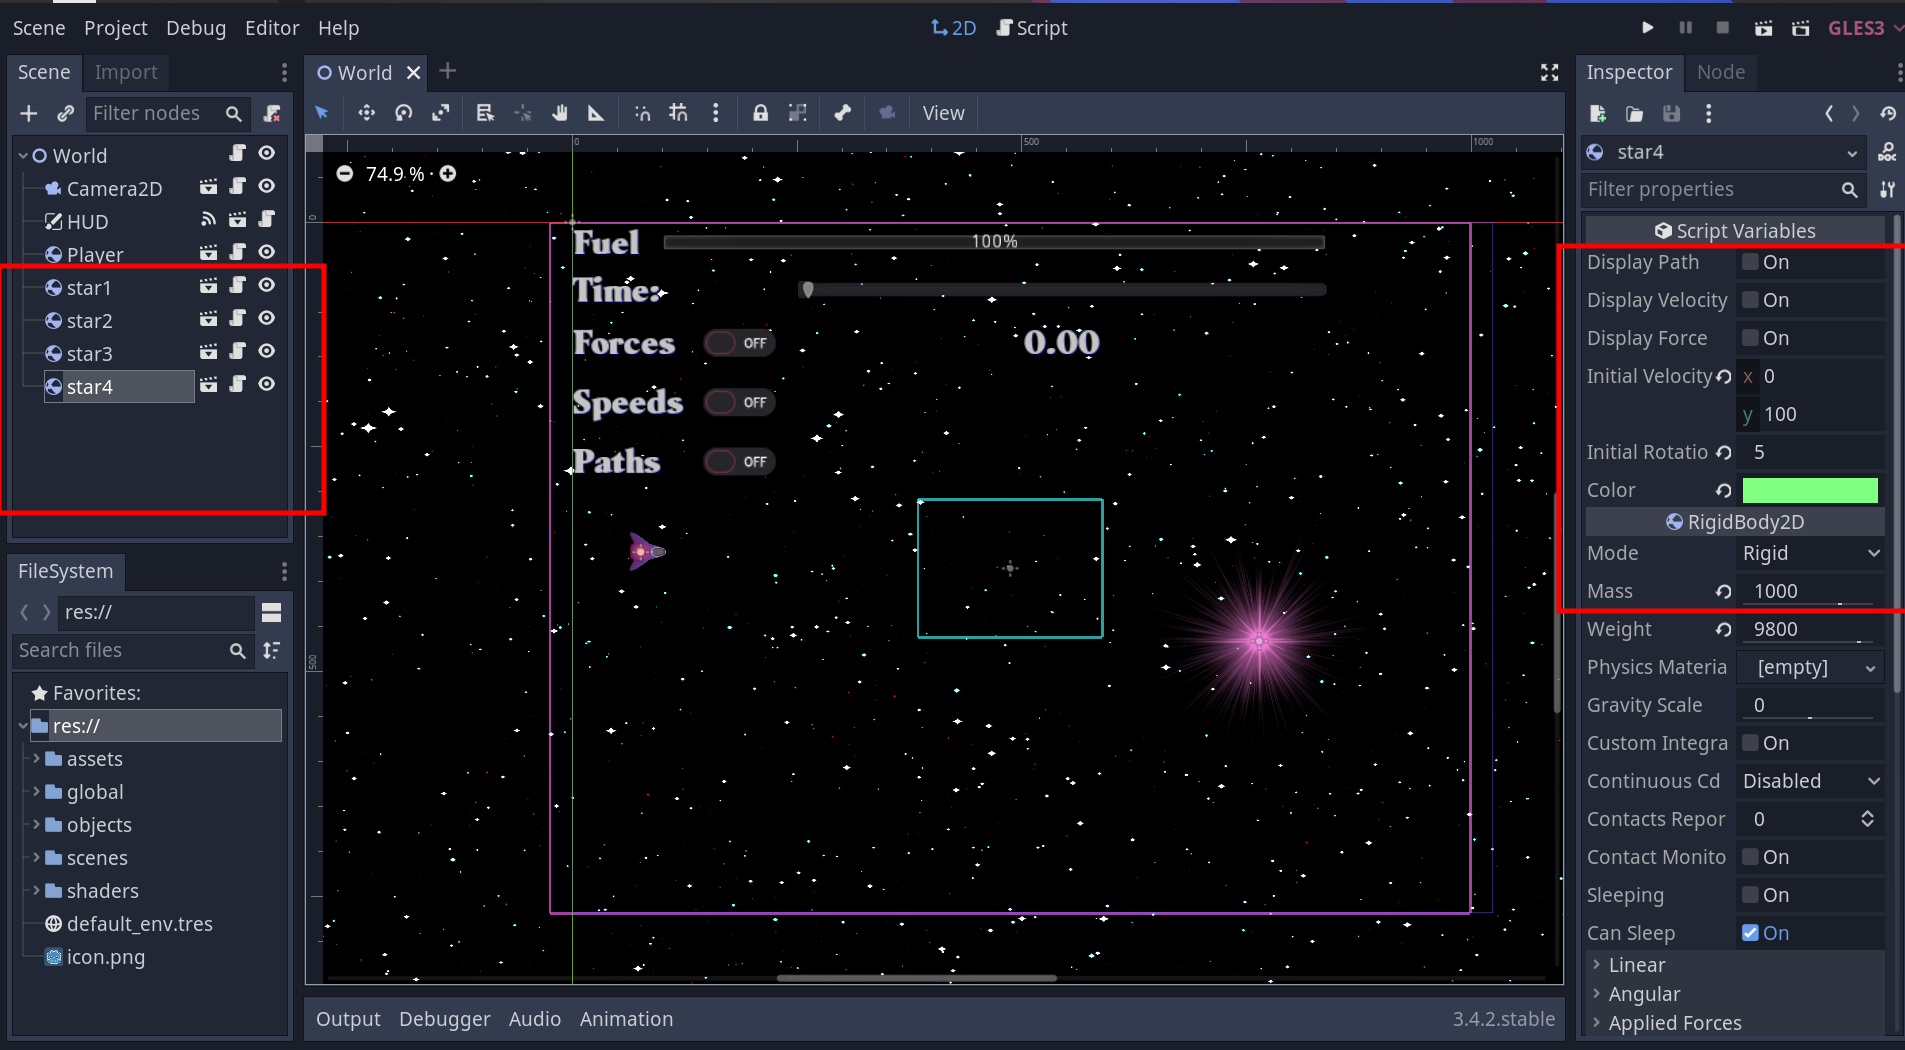 Scene Project Debug Editor Help 2D Script GLES3
Scene Import
World
Inspector Node
Filter nodes
View
World
Camera2D
HUD
Player
star1
star2
star3
star4
0 500 1000
74.9 %
0
500
Fuel 100%
Time:
Forces OFF 0.00
Speeds OFF
Paths OFF
star4
Filter properties
Script Variables
Display Path On
Display Velocity On
Display Force On
Initial Velocity x 0
y 100
Initial Rotatio 5
Color
RigidBody2D
Mode Rigid
Mass 1000
Weight 9800
Physics Materia [empty]
Gravity Scale 0
Custom Integra On
Continuous Cd Disabled
Contacts Repor 0
Contact Monito On
Sleeping On
Can Sleep On
Linear
Angular
Applied Forces
FileSystem
res://
Search files
Favorites:
res://
assets
global
objects
scenes
shaders
default_env.tres
icon.png
Output Debugger Audio Animation 3.4.2.stable